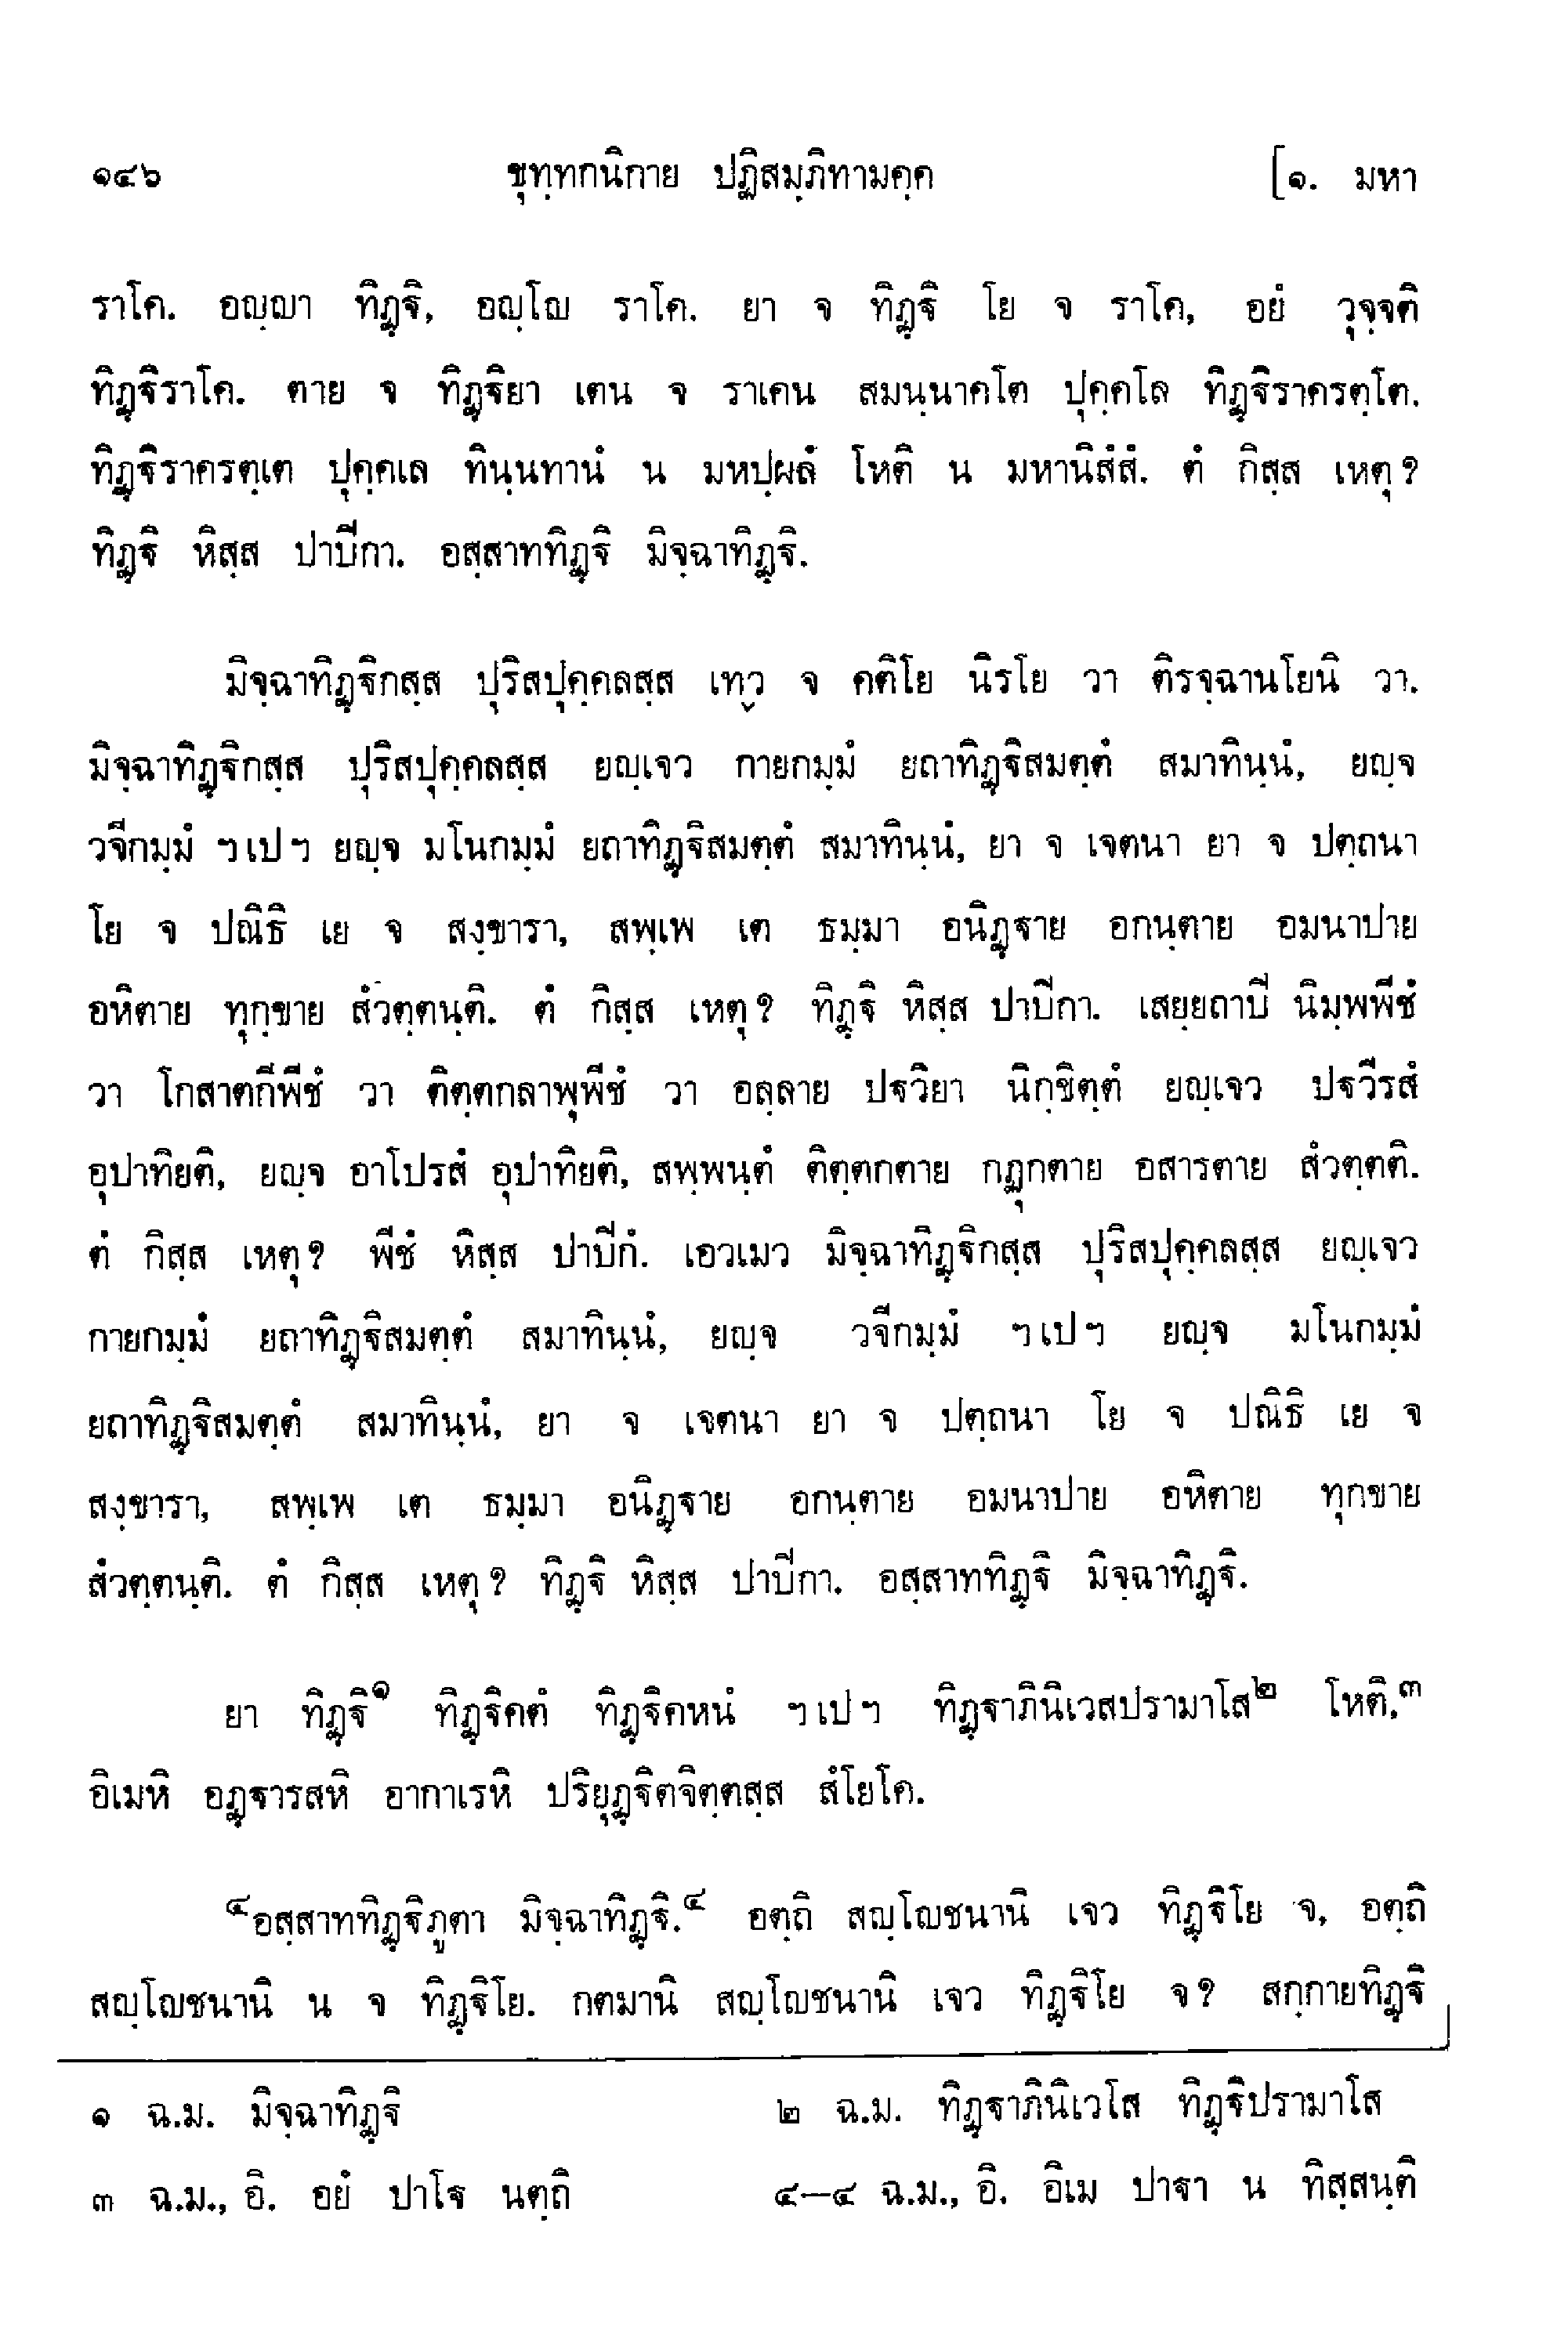 ๑๔๖ ขุทฺทกนิกาย ปฏิสมฺภิทามคฺค [๑. มหา
ราโค. อญฺญา ทิฏฺฐิ, อญฺโญ ราโค. ยา จ ทิฏฺฐิ โย จ ราโค, อยํ วุจฺจติ
ทิฏฺฐิราโค. ตาย จ ทิฏฺฐิยา เตน จ ราเคน สมนฺนาคโต ปุคฺคโล ทิฏฺฐิราครตฺโต.
ทิฏฺฐิราครตฺเต ปุคฺคเล ทินฺนทานํ น มหปฺผลํ โหติ น มหานิสํสํ. ตํ กิสฺส เหตุ?
ทิฏฺฐิ หิสฺส ปาปิกา. อสฺสาททิฏฺฐิ มิจฺฉาทิฏฺฐิ.
มิจฺฉาทิฏฺฐิกสฺส ปุริสปุคฺคลสฺส เทฺว จ คติโย นิรโย วา ติรจฺฉานโยนิ วา.
มิจฺฉาทิฏฺฐิกสฺส ปุริสปุคฺคลสฺส ยญฺเจว กายกมฺมํ ยถาทิฏฺฐิสมตฺตํ สมาทินฺนํ, ยญฺจ
วจีกมฺมํ ฯเปฯ ยญฺจ มโนกมฺมํ ยถาทิฏฺฐิสมตฺตํ สมาทินฺนํ, ยา จ เจตนา ยา จ ปตฺถนา
โย จ ปณิธิ เย จ สงฺขารา, สพฺเพ เต ธมฺมา อนิฏฺฐาย อกนฺตาย อมนาปาย
อหิตาย ทุกฺขาย สํวตฺตนฺติ. ตํ กิสฺส เหตุ? ทิฏฺฐิ หิสฺส ปาปิกา. เสยฺยถาปิ นิมฺพพีชํ
วา โกสาตกีพีชํ วา ติตฺตกลาพุพีชํ วา อลฺลาย ปฐวิยา นิกฺขิตฺตํ ยญฺเจว ปฐวีรสํ
อุปาทิยติ, ยญฺจ อาโปรสํ อุปาทิยติ, สพฺพนฺตํ ติตฺตกตาย กฏุกตาย อสารตาย สํวตฺตติ.
ตํ กิสฺส เหตุ? พีชํ หิสฺส ปาปิกํ. เอวเมว มิจฺฉาทิฏฺฐิกสฺส ปุริสปุคฺคลสฺส ยญฺเจว
กายกมฺมํ ยถาทิฏฺฐิสมตฺตํ สมาทินฺนํ, ยญฺจ วจีกมฺมํ ฯเปฯ ยญฺจ มโนกมฺมํ
ยถาทิฏฺฐิสมตฺตํ สมาทินฺนํ, ยา จ เจตนา ยา จ ปตฺถนา โย จ ปณิธิ เย จ
สงฺขารา, สพฺเพ เต ธมฺมา อนิฏฺฐาย อกนฺตาย อมนาปาย อหิตาย ทุกขาย
สํวตฺตนฺติ. ตํ กิสฺส เหตุ? ทิฏฺฐิ หิสฺส ปาปิกา. อสฺสาททิฏฺฐิ มิจฺฉาทิฏฺฐิ.
ยา ทิฏฺฐิ๑ ทิฏฺฐิคตํ ทิฏฺฐิคหนํ ฯเปฯ ทิฏฺฐาภินิเวสปรามาโส๒ โหติ,๓
อิเมหิ อฏฺฐารสหิ อากาเรหิ ปริยุฏฺฐิตจิตฺตสฺส สํโยโค.
๔อสฺสาททิฏฺฐิภูตา มิจฺฉาทิฏฺฐิ.๔ อตฺถิ สญฺโญชนานิ เจว ทิฏฺฐิโย จ, อตฺถิ
สญฺโญชนานิ น จ ทิฏฺฐิโย. กตมานิ สญฺโญชนานิ เจว ทิฏฺฐิโย จ? สกฺกายทิฏฺฐิ
๑ ฉ.ม. มิจฺฉาทิฏฺฐิ ๒ ฉ.ม. ทิฏฺฐาภินิเวโส ทิฏฺฐิปรามาโส
๓ ฉ.ม., อิ. อยํ ปาโฐ นตฺถิ ๔–๔ ฉ.ม., อิ. อิเม ปาฐา น ทิสฺสนฺติ